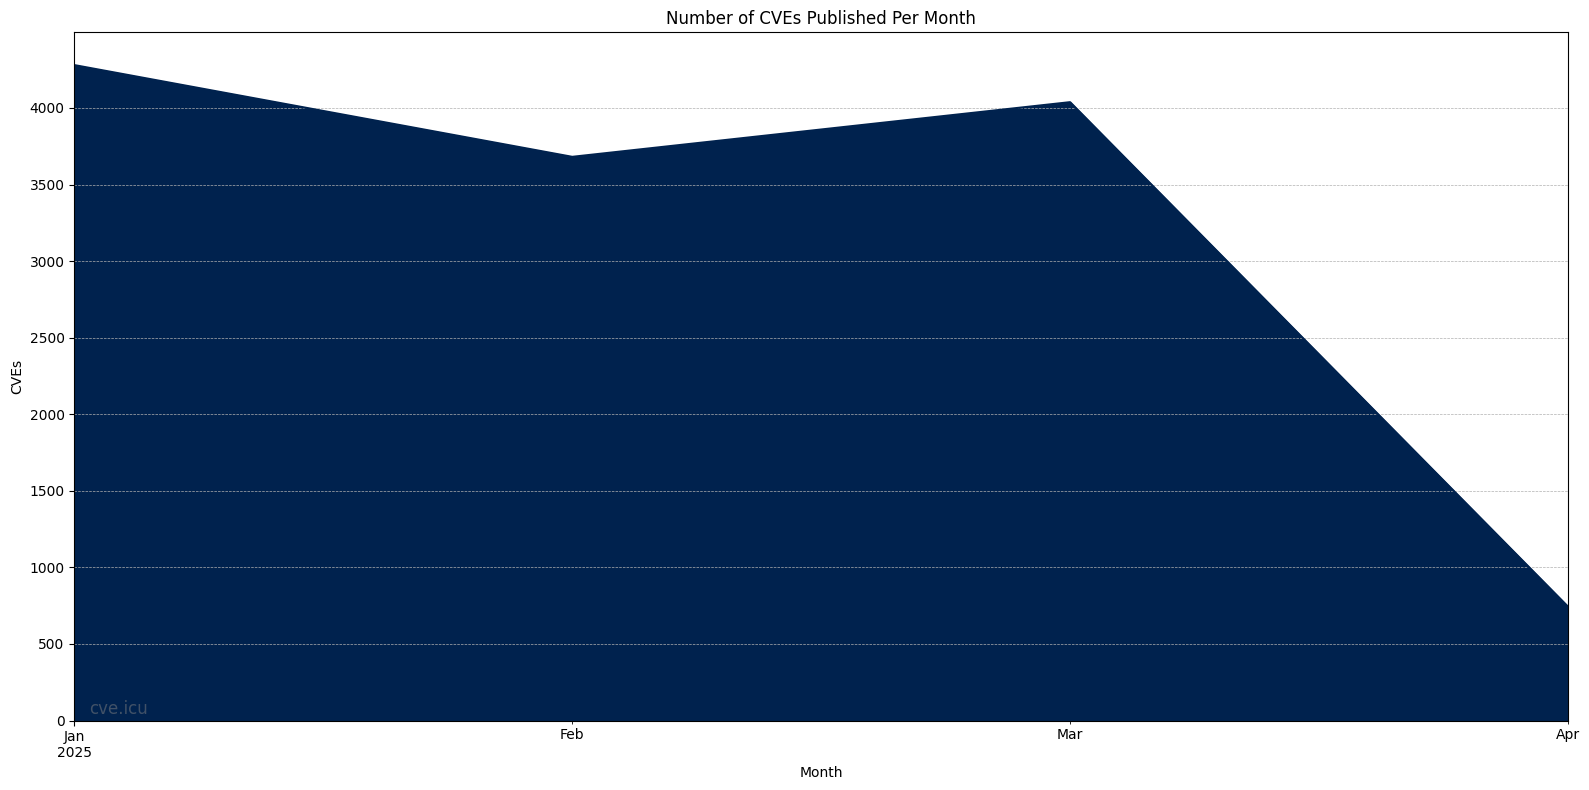 Number of CVEs Published Per Month
CVEs
4000
3500
3000
2500
2000
1500
1000
500
0
cve.icu
Jan
2025
Feb
Mar
Apr
Month